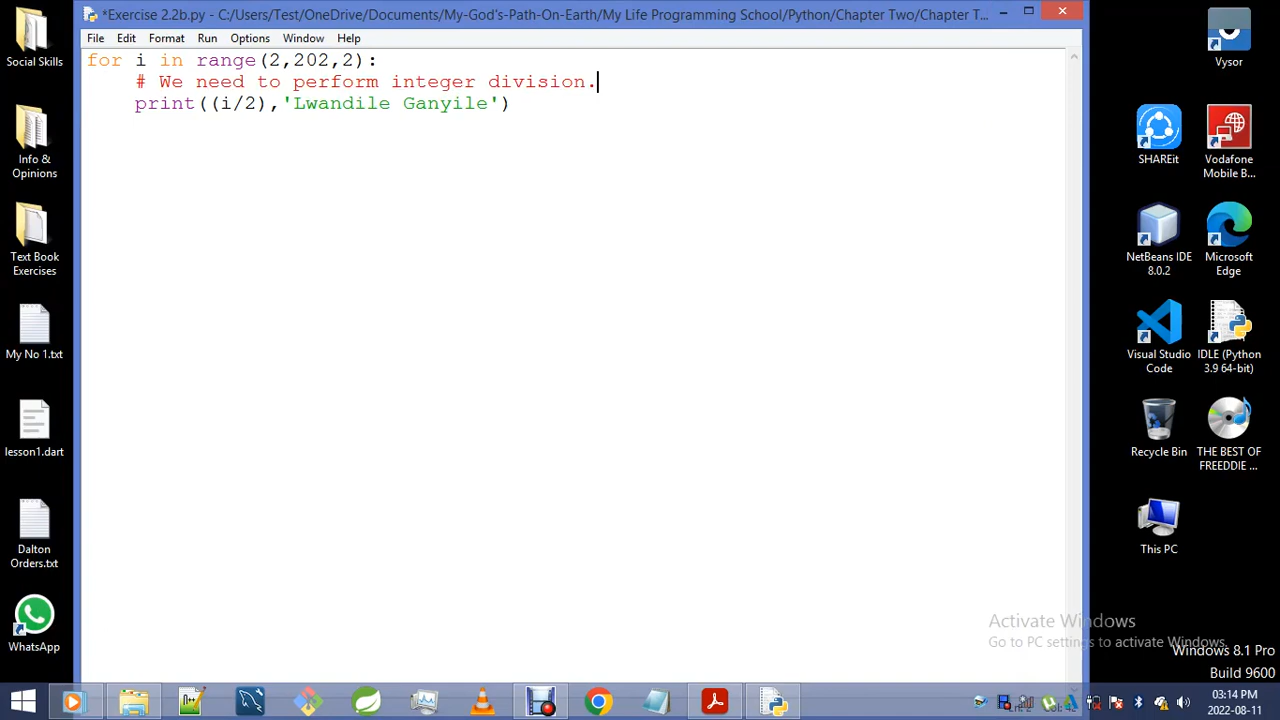 *Exercise 2.2b.py - C:/Users/Test/OneDrive/Documents/My-God's-Path-On-Earth/My Life Programming School/Python/Chapter Two/Chapter T...
File Edit Format Run Options Window Help
for i in range(2,202,2):
# We need to perform integer division.
print((i/2),'Lwandile Ganyile')
Social Skills
Info &
Opinions
Text Book
Exercises
My No 1.txt
lesson1.dart
Dalton
Orders.txt
WhatsApp
Vysor
SHAREit
Vodafone
Mobile B...
NetBeans IDE
8.0.2
Microsoft
Edge
Visual Studio
Code
IDLE (Python
3.9 64-bit)
Recycle Bin
THE BEST OF
FREDDIE ...
This PC
Activate Windows
Go to PC settings to activate Windows.
Windows 8.1 Pro
Build 9600
03:14 PM
2022-08-11